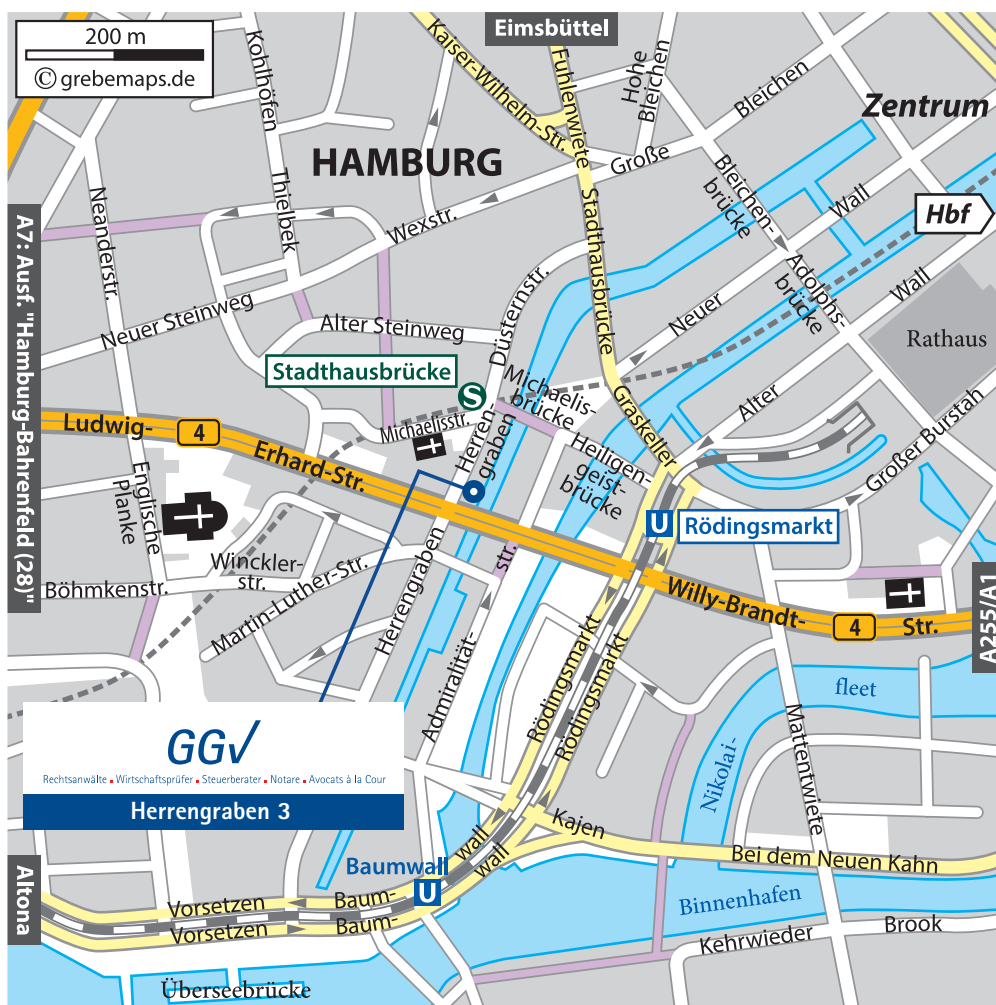 Eimsbüttel
200 m
© grebemaps.de
Kohlhöfen
Kaiser-Wilhelm-Str.
Fuhlenwiete
Hohe
Bleichen
Bleichen
Große
Zentrum
HAMBURG
Hbf
Thielbek
Neanderstr.
Wexstr.
Bleichen-
brücke
Wall
Neuer
Adolphs-
brücke
Wall
Alter
Rathaus
Stadthausbrücke
A7: Ausf. "Hamburg-Bahrenfeld (28)"
Neuer Steinweg
Alter Steinweg
Düsternstr.
Stadthausbrücke
S
Michaelis-
brücke
Michaelisstr.
Herren-
graben
Heiligen-
geist-
brücke
Graskeller
Großer Burstah
Ludwig-
4
Erhard-Str.
Englische
Planke
U
Rödingsmarkt
Winckler-
str.
Böhmkenstr.
Martin-Luther-Str.
Herrengraben
Admiralität-
str.
Willy-Brandt-
4
Str.
A255/A1
Rödingsmarkt
Rödingsmarkt
fleet
Nikolai-
Mattentwiete
GGV
Rechtsanwälte ▪ Wirtschaftsprüfer ▪ Steuerberater ▪ Notare ▪ Avocats à la Cour
Herrengraben 3
Kajen
Bei dem Neuen Kahn
Baumwall
U
wall
wall
Altona
Vorsetzen
Baum-
Vorsetzen
Baum-
Binnenhafen
Kehrwieder
Brook
Überseebrücke